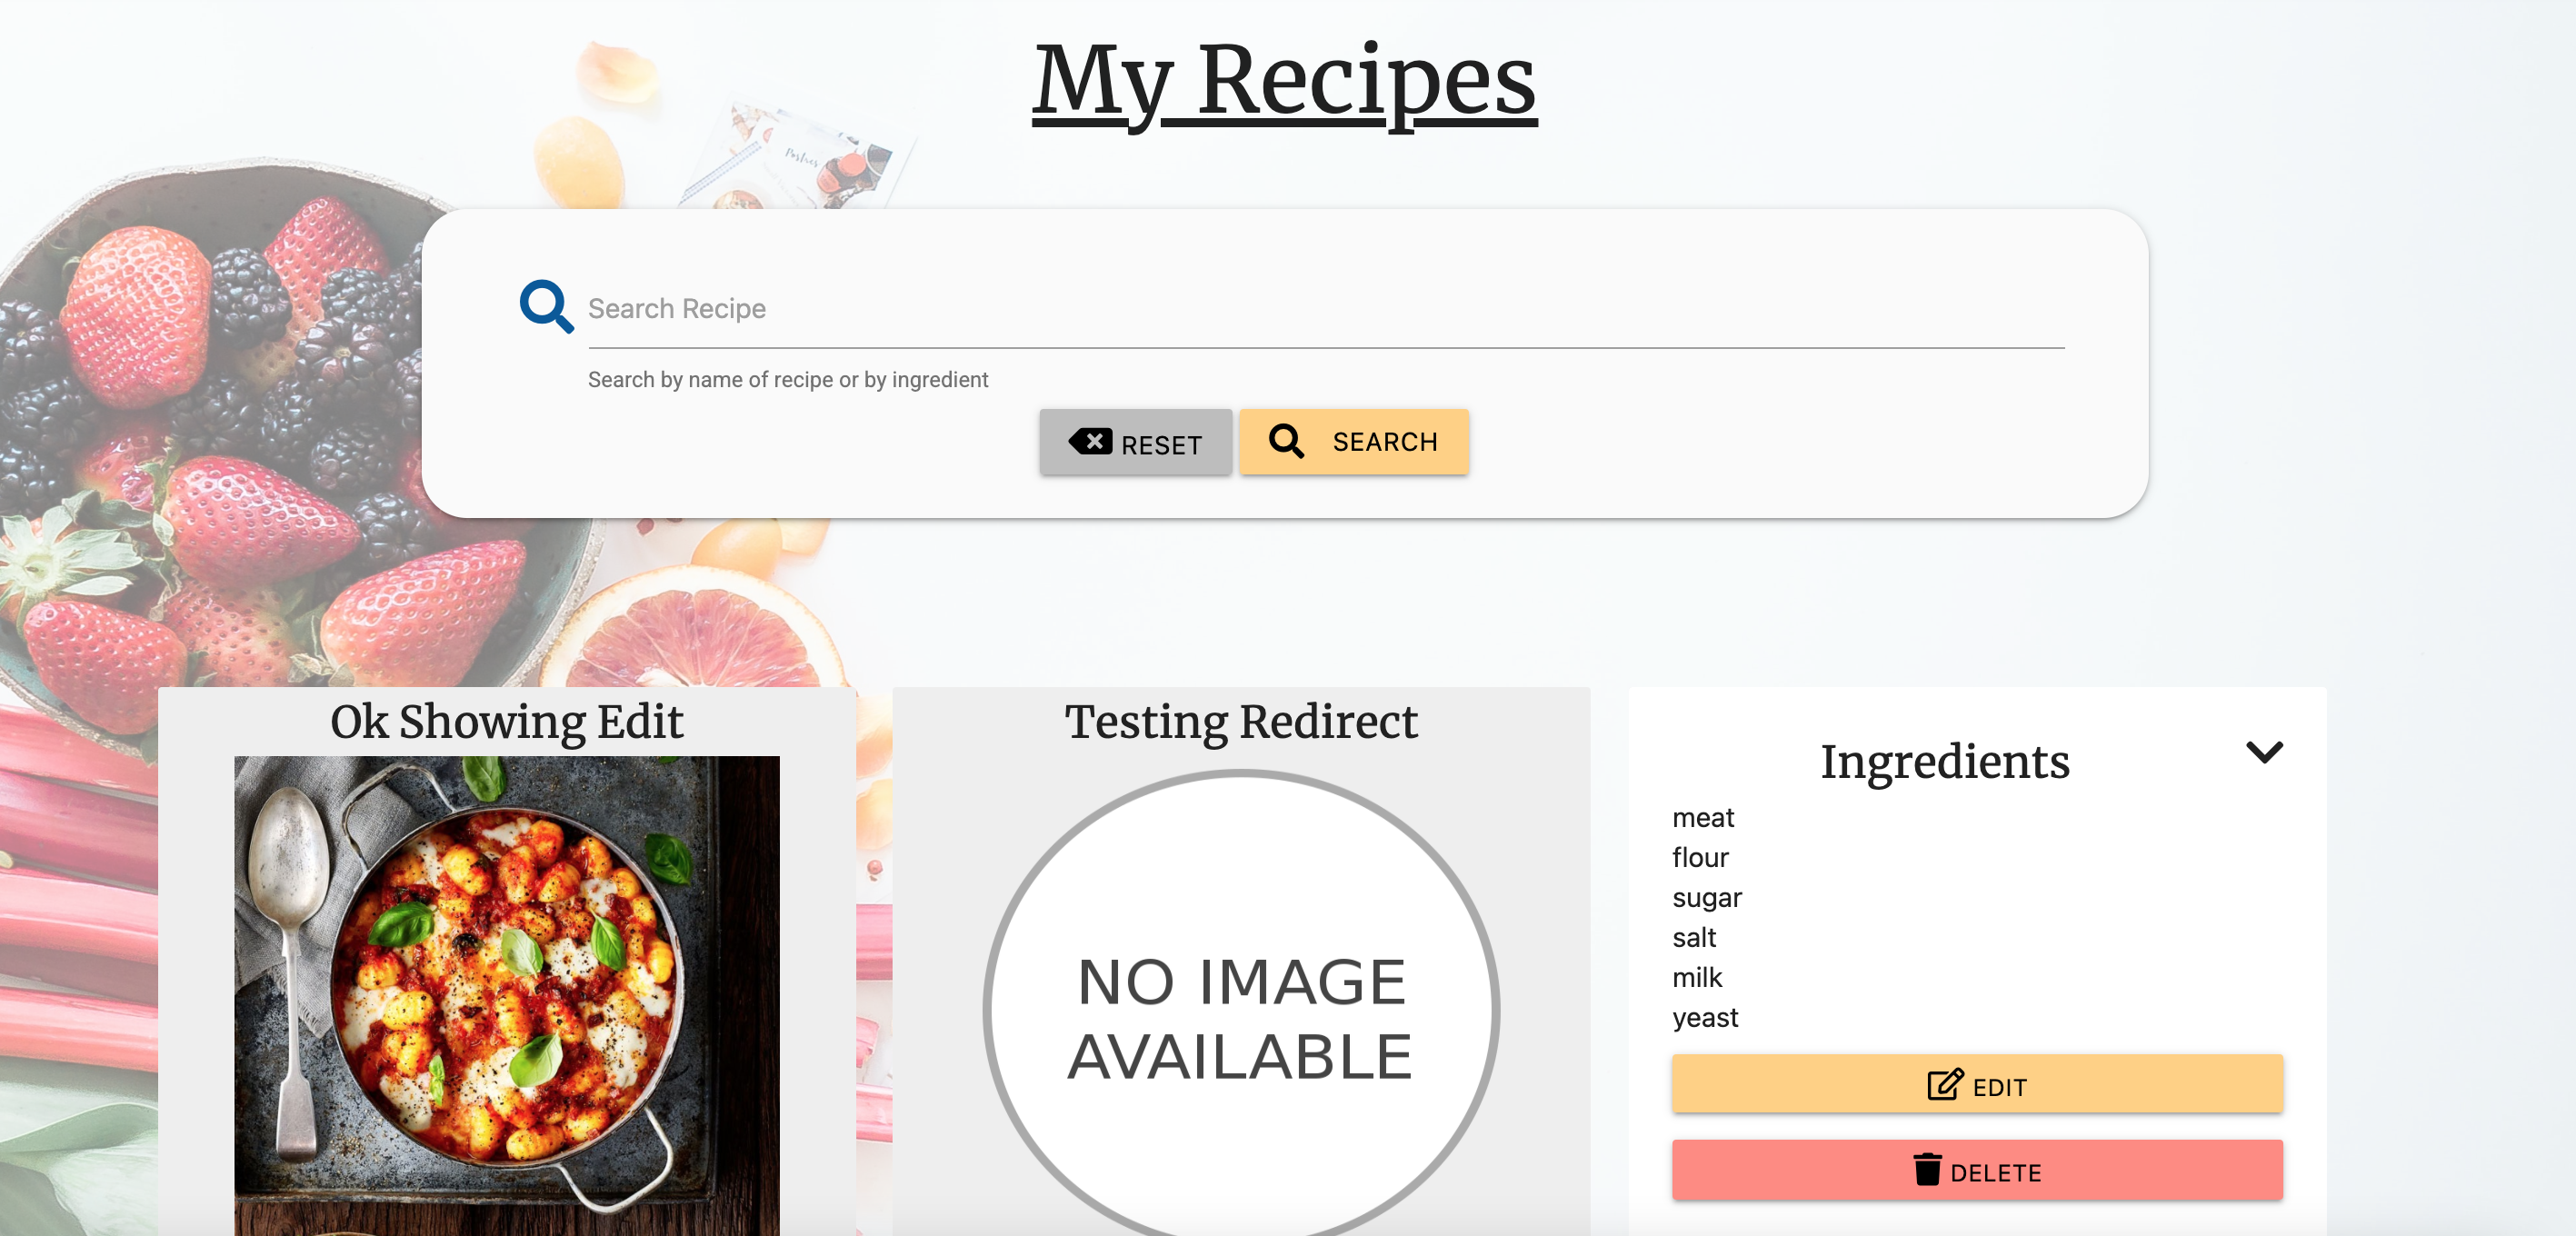 My Recipes
Poshes
Search Recipe
Search by name of recipe or by ingredient
RESET
SEARCH
Ok Showing Edit
Testing Redirect
Ingredients
NO IMAGE
AVAILABLE
meat
flour
sugar
salt
milk
yeast
EDIT
DELETE